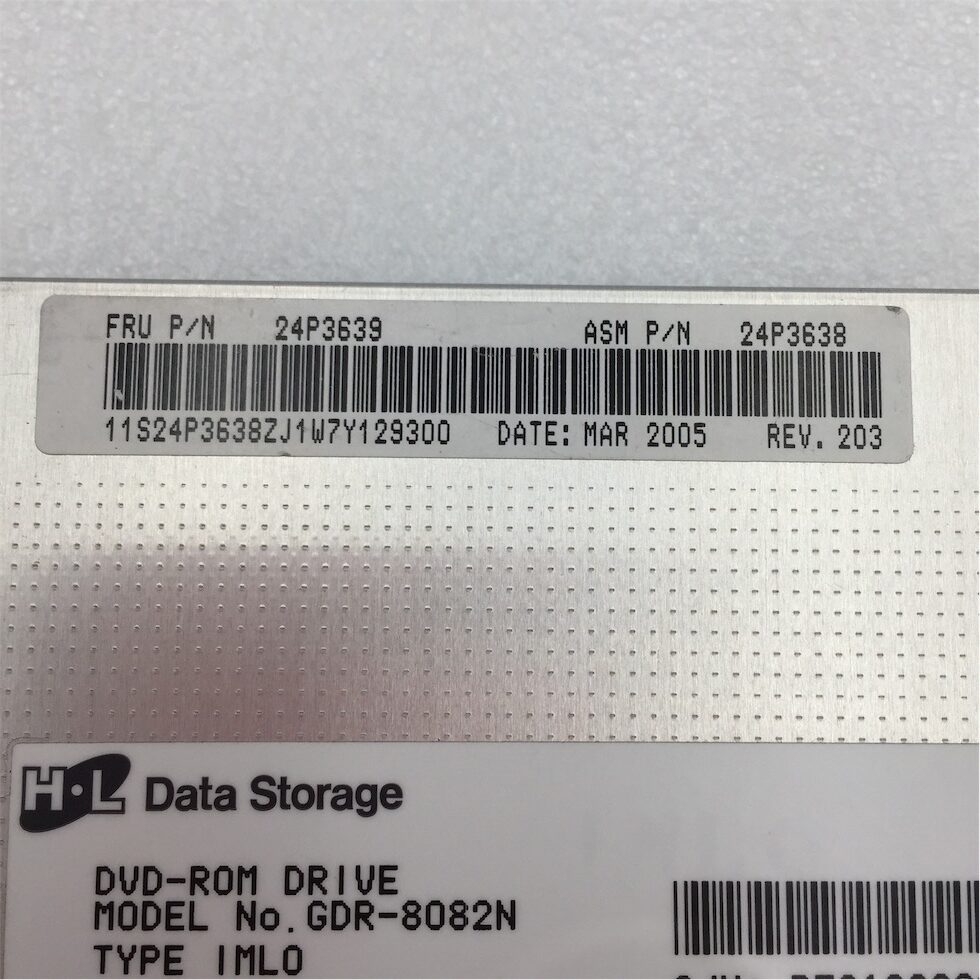 FRU P/N 24P3639 ASM P/N 24P3638
11S24P3638ZJ1W7Y129300 DATE: MAR 2005 REV. 203
H·L Data Storage
DVD-ROM DRIVE
MODEL No.GDR-8082N
TYPE IML0